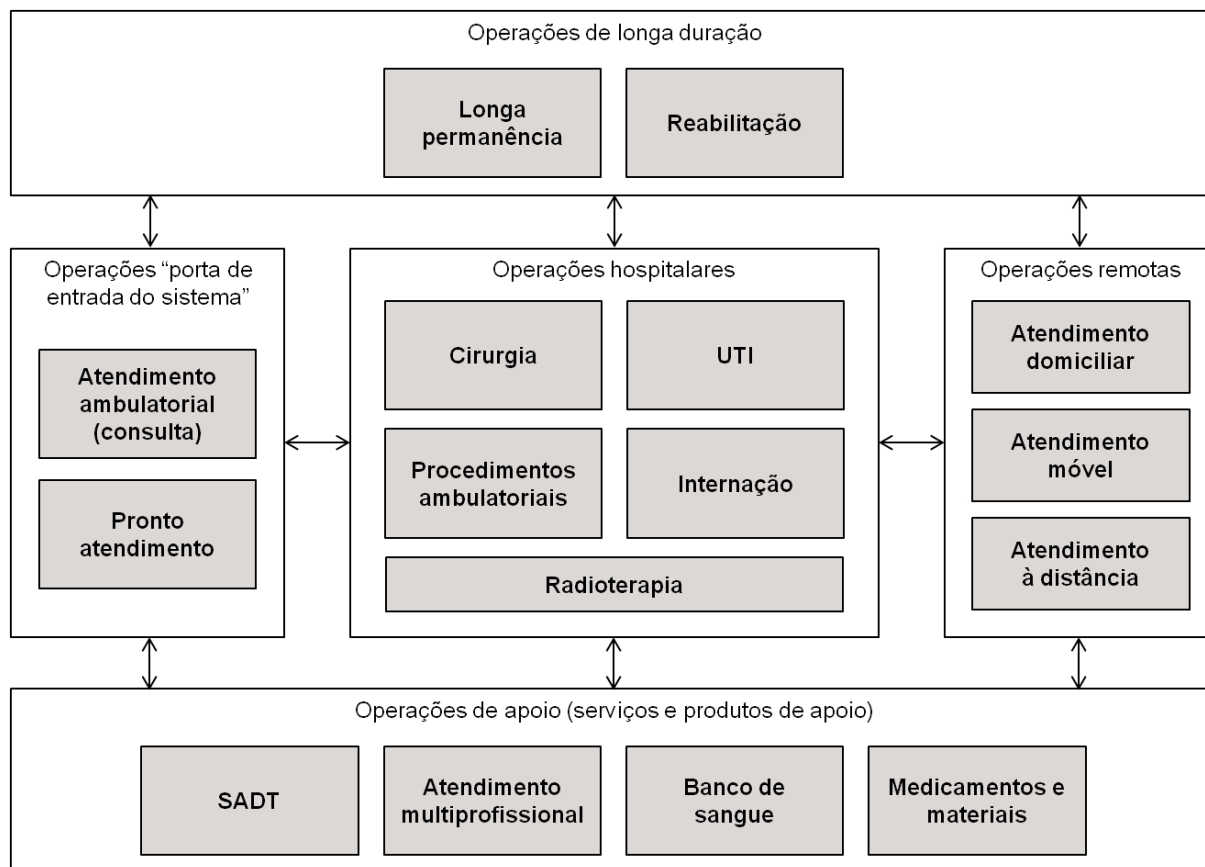 Operações de longa duração
Longa
permanência
Reabilitação
Operações “porta de
entrada do sistema”
Atendimento
ambulatorial
(consulta)
Pronto
atendimento
Operações hospitalares
Cirurgia
UTI
Procedimentos
ambulatoriais
Internação
Radioterapia
Operações remotas
Atendimento
domiciliar
Atendimento
móvel
Atendimento
à distância
Operações de apoio (serviços e produtos de apoio)
SADT
Atendimento
multiprofissional
Banco de
sangue
Medicamentos e
materiais